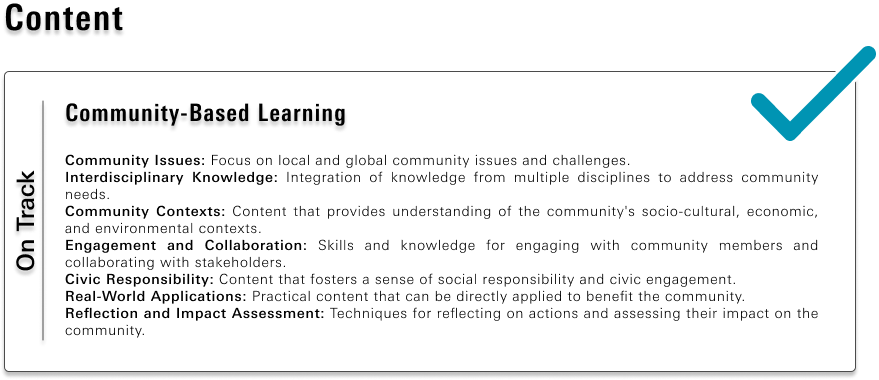 Content
On Track
Community-Based Learning
Community Issues: Focus on local and global community issues and challenges.
Interdisciplinary Knowledge: Integration of knowledge from multiple disciplines to address community
needs.
Community Contexts: Content that provides understanding of the community's socio-cultural, economic,
and environmental contexts.
Engagement and Collaboration: Skills and knowledge for engaging with community members and
collaborating with stakeholders.
Civic Responsibility: Content that fosters a sense of social responsibility and civic engagement.
Real-World Applications: Practical content that can be directly applied to benefit the community.
Reflection and Impact Assessment: Techniques for reflecting on actions and assessing their impact on the
community.